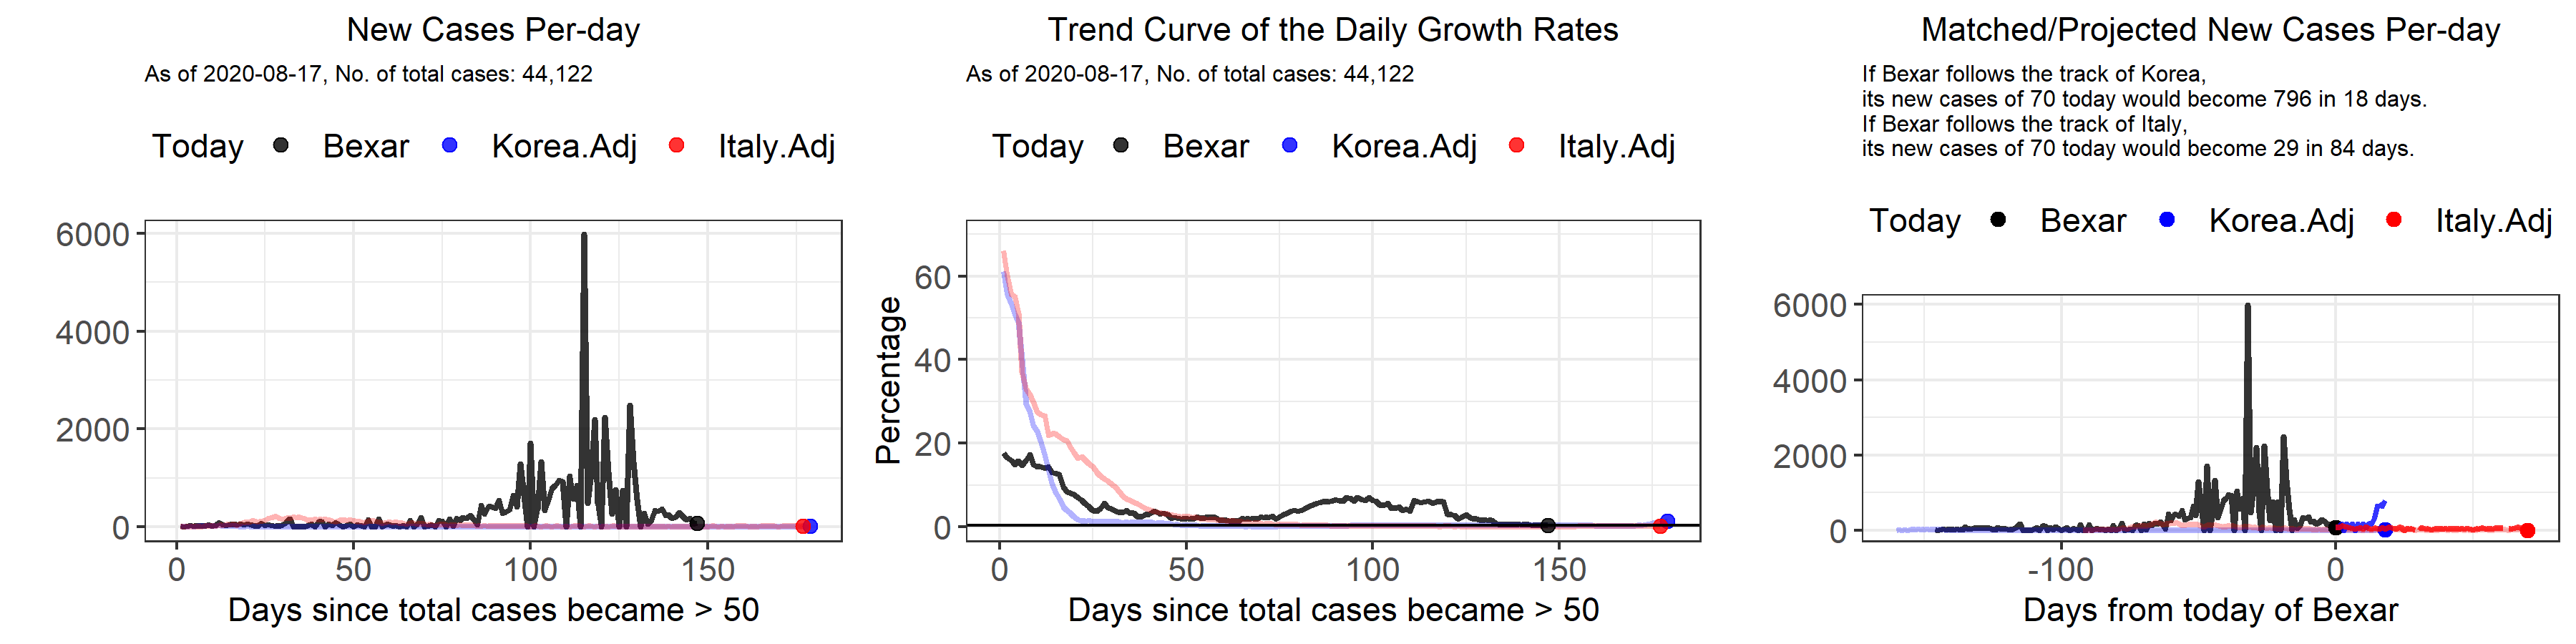 New Cases Per-day
As of 2020-08-17, No. of total cases: 44,122
Today Bexar Korea.Adj Italy.Adj
6000
4000
2000
0
0 50 100 150
Days since total cases became > 50
Trend Curve of the Daily Growth Rates
As of 2020-08-17, No. of total cases: 44,122
Today Bexar Korea.Adj Italy.Adj
Percentage
60
40
20
0
0 50 100 150
Days since total cases became > 50
Matched/Projected New Cases Per-day
If Bexar follows the track of Korea,
its new cases of 70 today would become 796 in 18 days.
If Bexar follows the track of Italy,
its new cases of 70 today would become 29 in 84 days.
Today Bexar Korea.Adj Italy.Adj
6000
4000
2000
0
-100 0
Days from today of Bexar